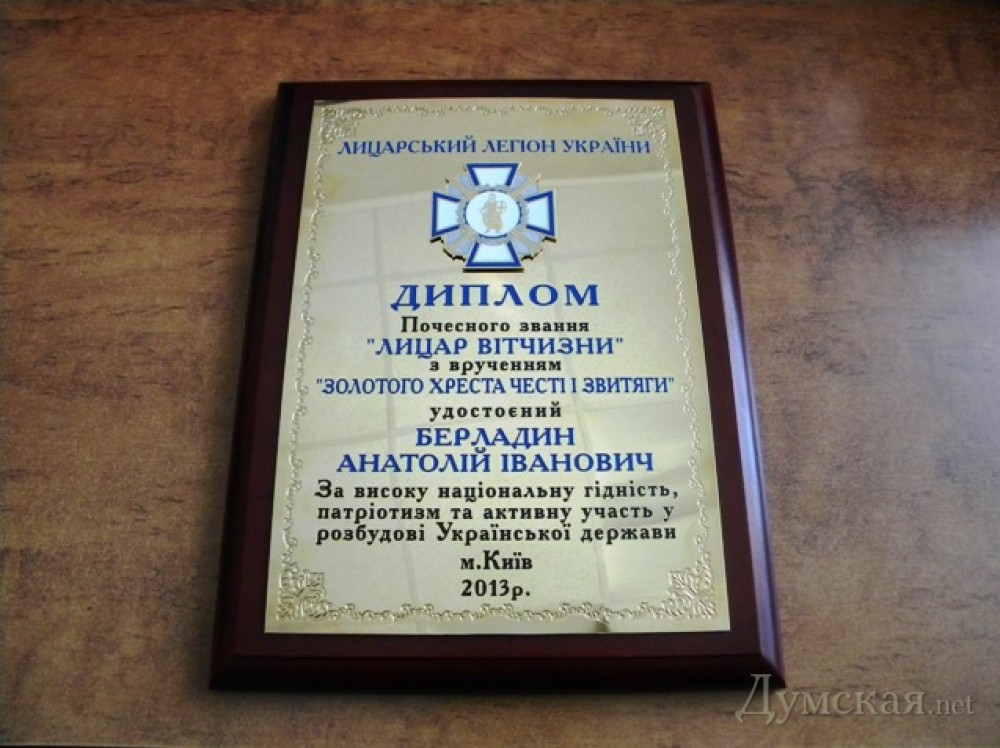 ЛИЦАРСЬКИЙ ЛЕГІОН УКРАЇНИ
ДИПЛОМ
Почесного звання
"ЛИЦАР ВІТЧИЗНИ"
з врученням
"ЗОЛОТОГО ХРЕСТА ЧЕСТІ І ЗВИТЯГИ"
удостоєний
БЕРЛАДИН
АНАТОЛІЙ ІВАНОВИЧ
За високу національну гідність,
патріотизм та активну участь у
розбудові Української держави
м.Київ
2013р.
Думская.net